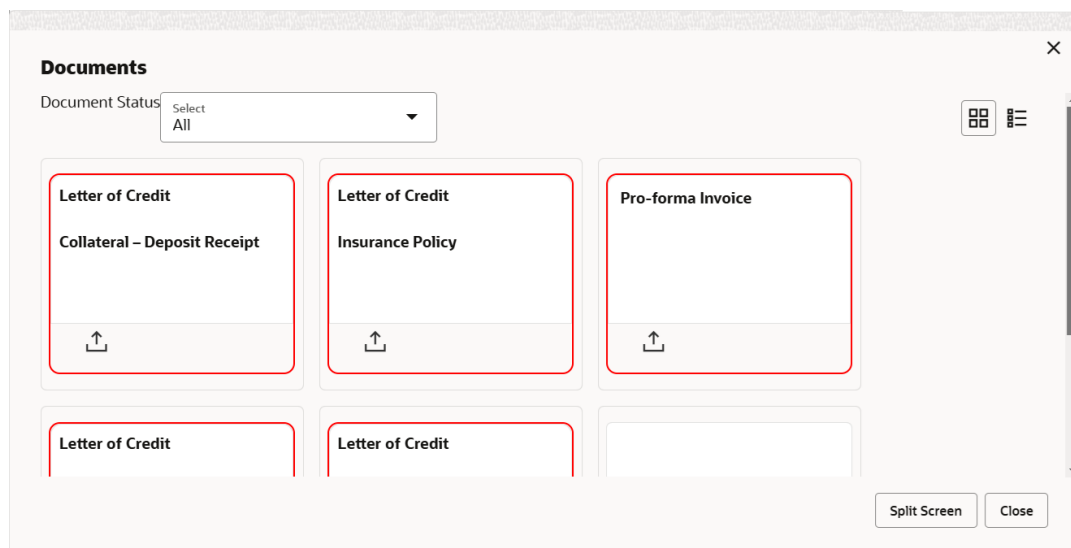 Documents
Document Status
Select
All
Letter of Credit
Collateral – Deposit Receipt
Letter of Credit
Insurance Policy
Pro-forma Invoice
Letter of Credit
Letter of Credit
Split Screen
Close